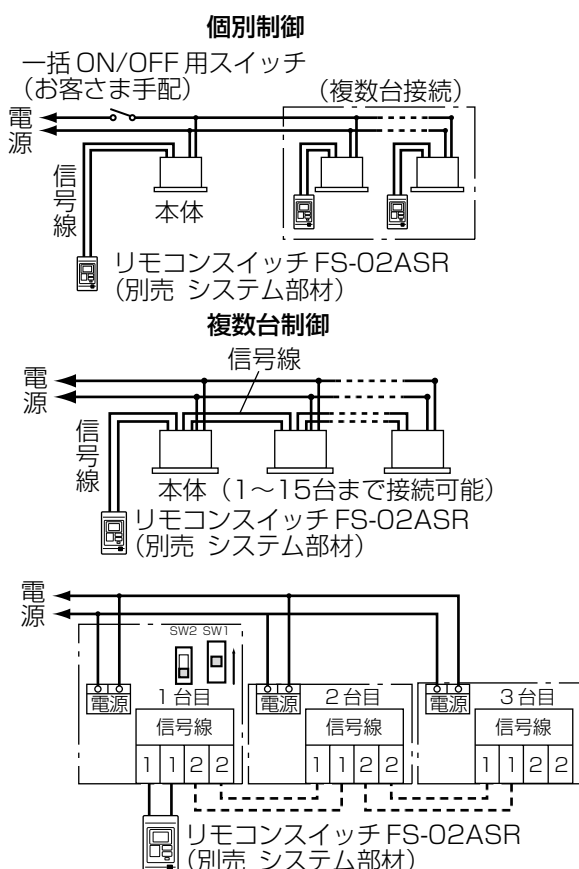 個別制御
一括 ON/OFF 用スイッチ
(お客さま手配)
(複数台接続)
電源
信号線
本体
リモコンスイッチ FS-02ASR
(別売 システム部材)
複数台制御
信号線
電源
信号線
本体(1〜15台まで接続可能)
リモコンスイッチ FS-02ASR
(別売 システム部材)
電源
SW2 SW1
電源 1台目 電源 2台目 電源 3台目
信号線 信号線 信号線
1 1 2 2 1 1 2 2 1 1 2 2
リモコンスイッチ FS-02ASR
(別売 システム部材)